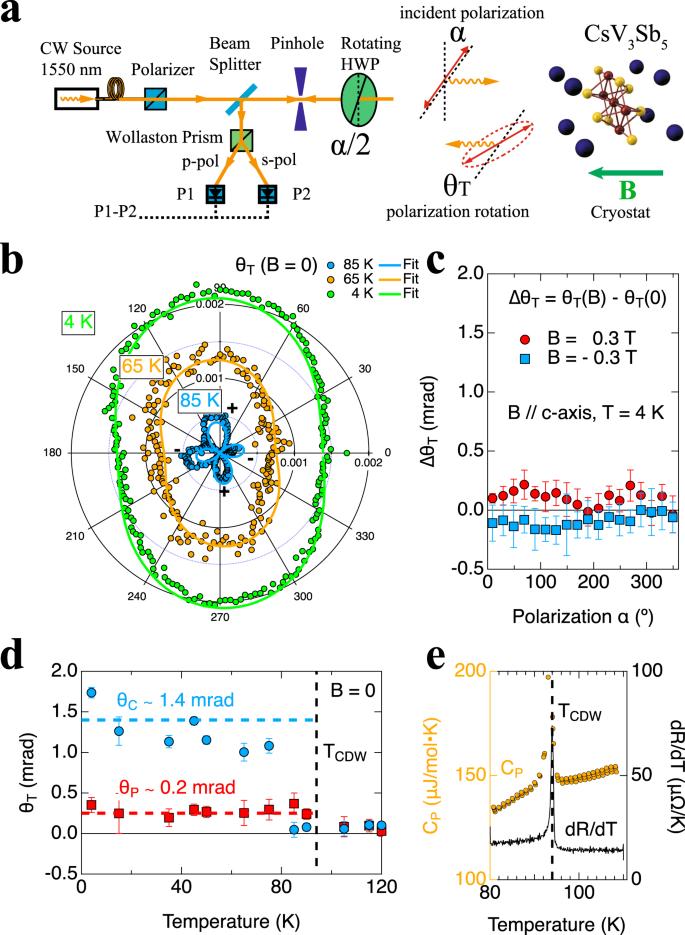 a
CW Source
1550 nm
Polarizer
Beam
Splitter
Pinhole
Rotating
HWP
α/2
Wollaston Prism
p-pol
s-pol
P1
P2
P1-P2
incident polarization
α
θT
polarization rotation
CsV3Sb5
B
Cryostat
b
θT (B = 0)
85 K Fit
65 K Fit
4 K Fit
4 K
65 K
85 K
90
120
60
150
30
180
0
210
330
240
300
270
0.002
0.001
0.001
0.002
+
-
-
+
c
ΔθT = θT(B) - θT(0)
B = 0.3 T
B = - 0.3 T
B // c-axis, T = 4 K
ΔθT (mrad)
2.0
1.5
1.0
0.5
0.0
-0.5
0
100
200
300
Polarization α (°)
d
θC ~ 1.4 mrad
B = 0
TCDW
θP ~ 0.2 mrad
θT (mrad)
2.0
1.5
1.0
0.5
0.0
-0.5
0
40
80
120
Temperature (K)
e
200
150
100
CP (μJ/mol·K)
TCDW
CP
dR/dT
100
50
0
dR/dT (μΩ/K)
80
100
Temperature (K)